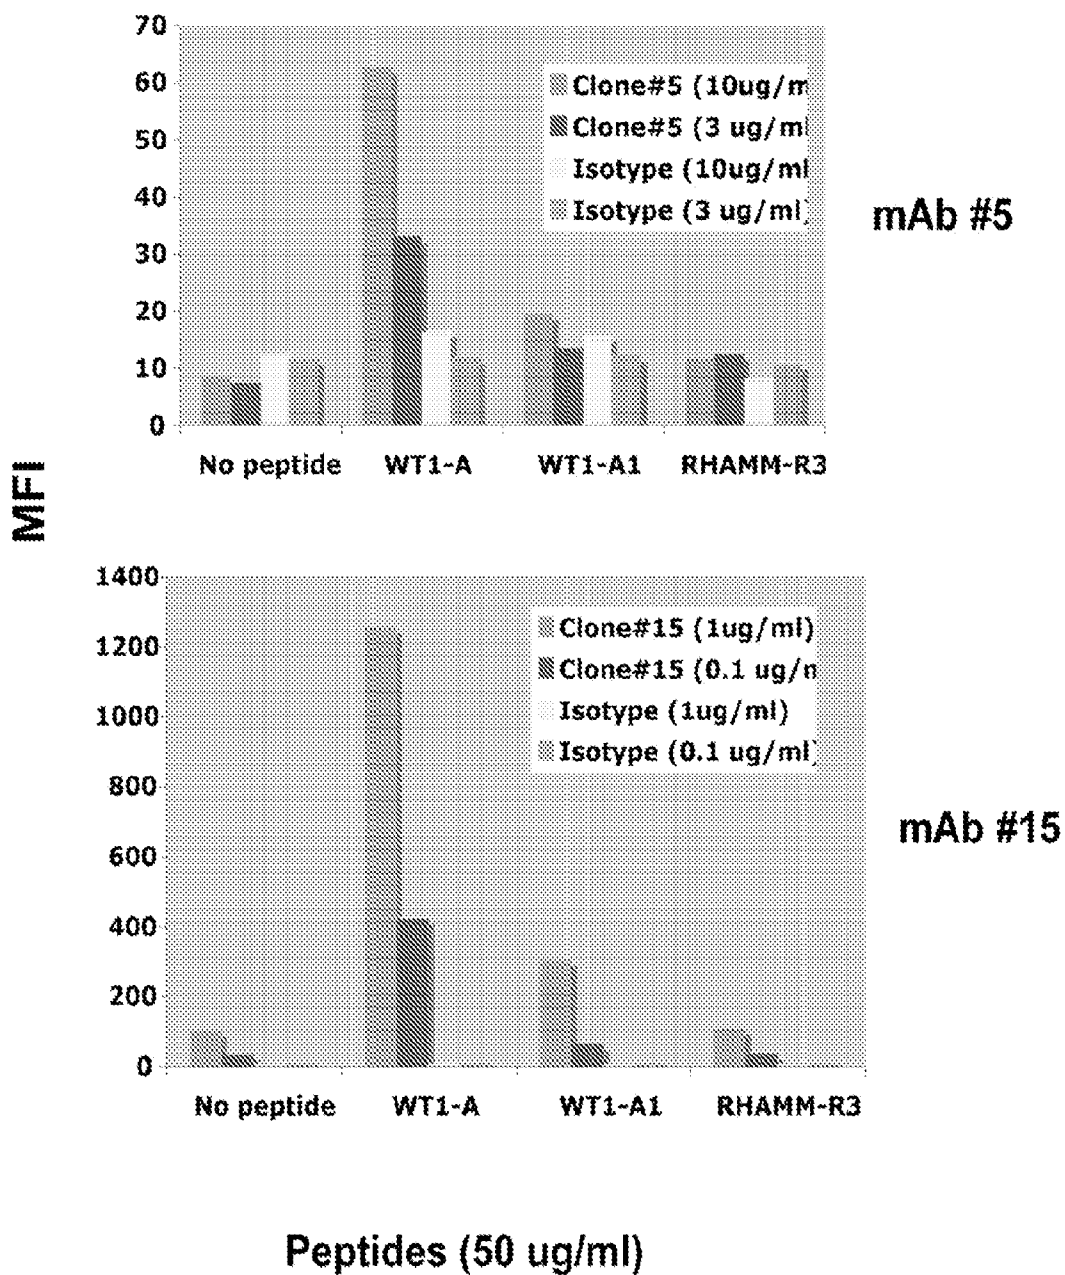 70
60
50
40
30
20
10
0
Clone#5 (10ug/m
Clone#5 (3 ug/ml
Isotype (10ug/ml
Isotype (3 ug/ml)
mAb #5
No peptide WT1-A WT1-A1 RHAMM-R3
MFI
1400
1200
1000
800
600
400
200
0
Clone#15 (1ug/ml)
Clone#15 (0.1 ug/n
Isotype (1ug/ml)
Isotype (0.1 ug/ml)
mAb #15
No peptide WT1-A WT1-A1 RHAMM-R3
Peptides (50 ug/ml)